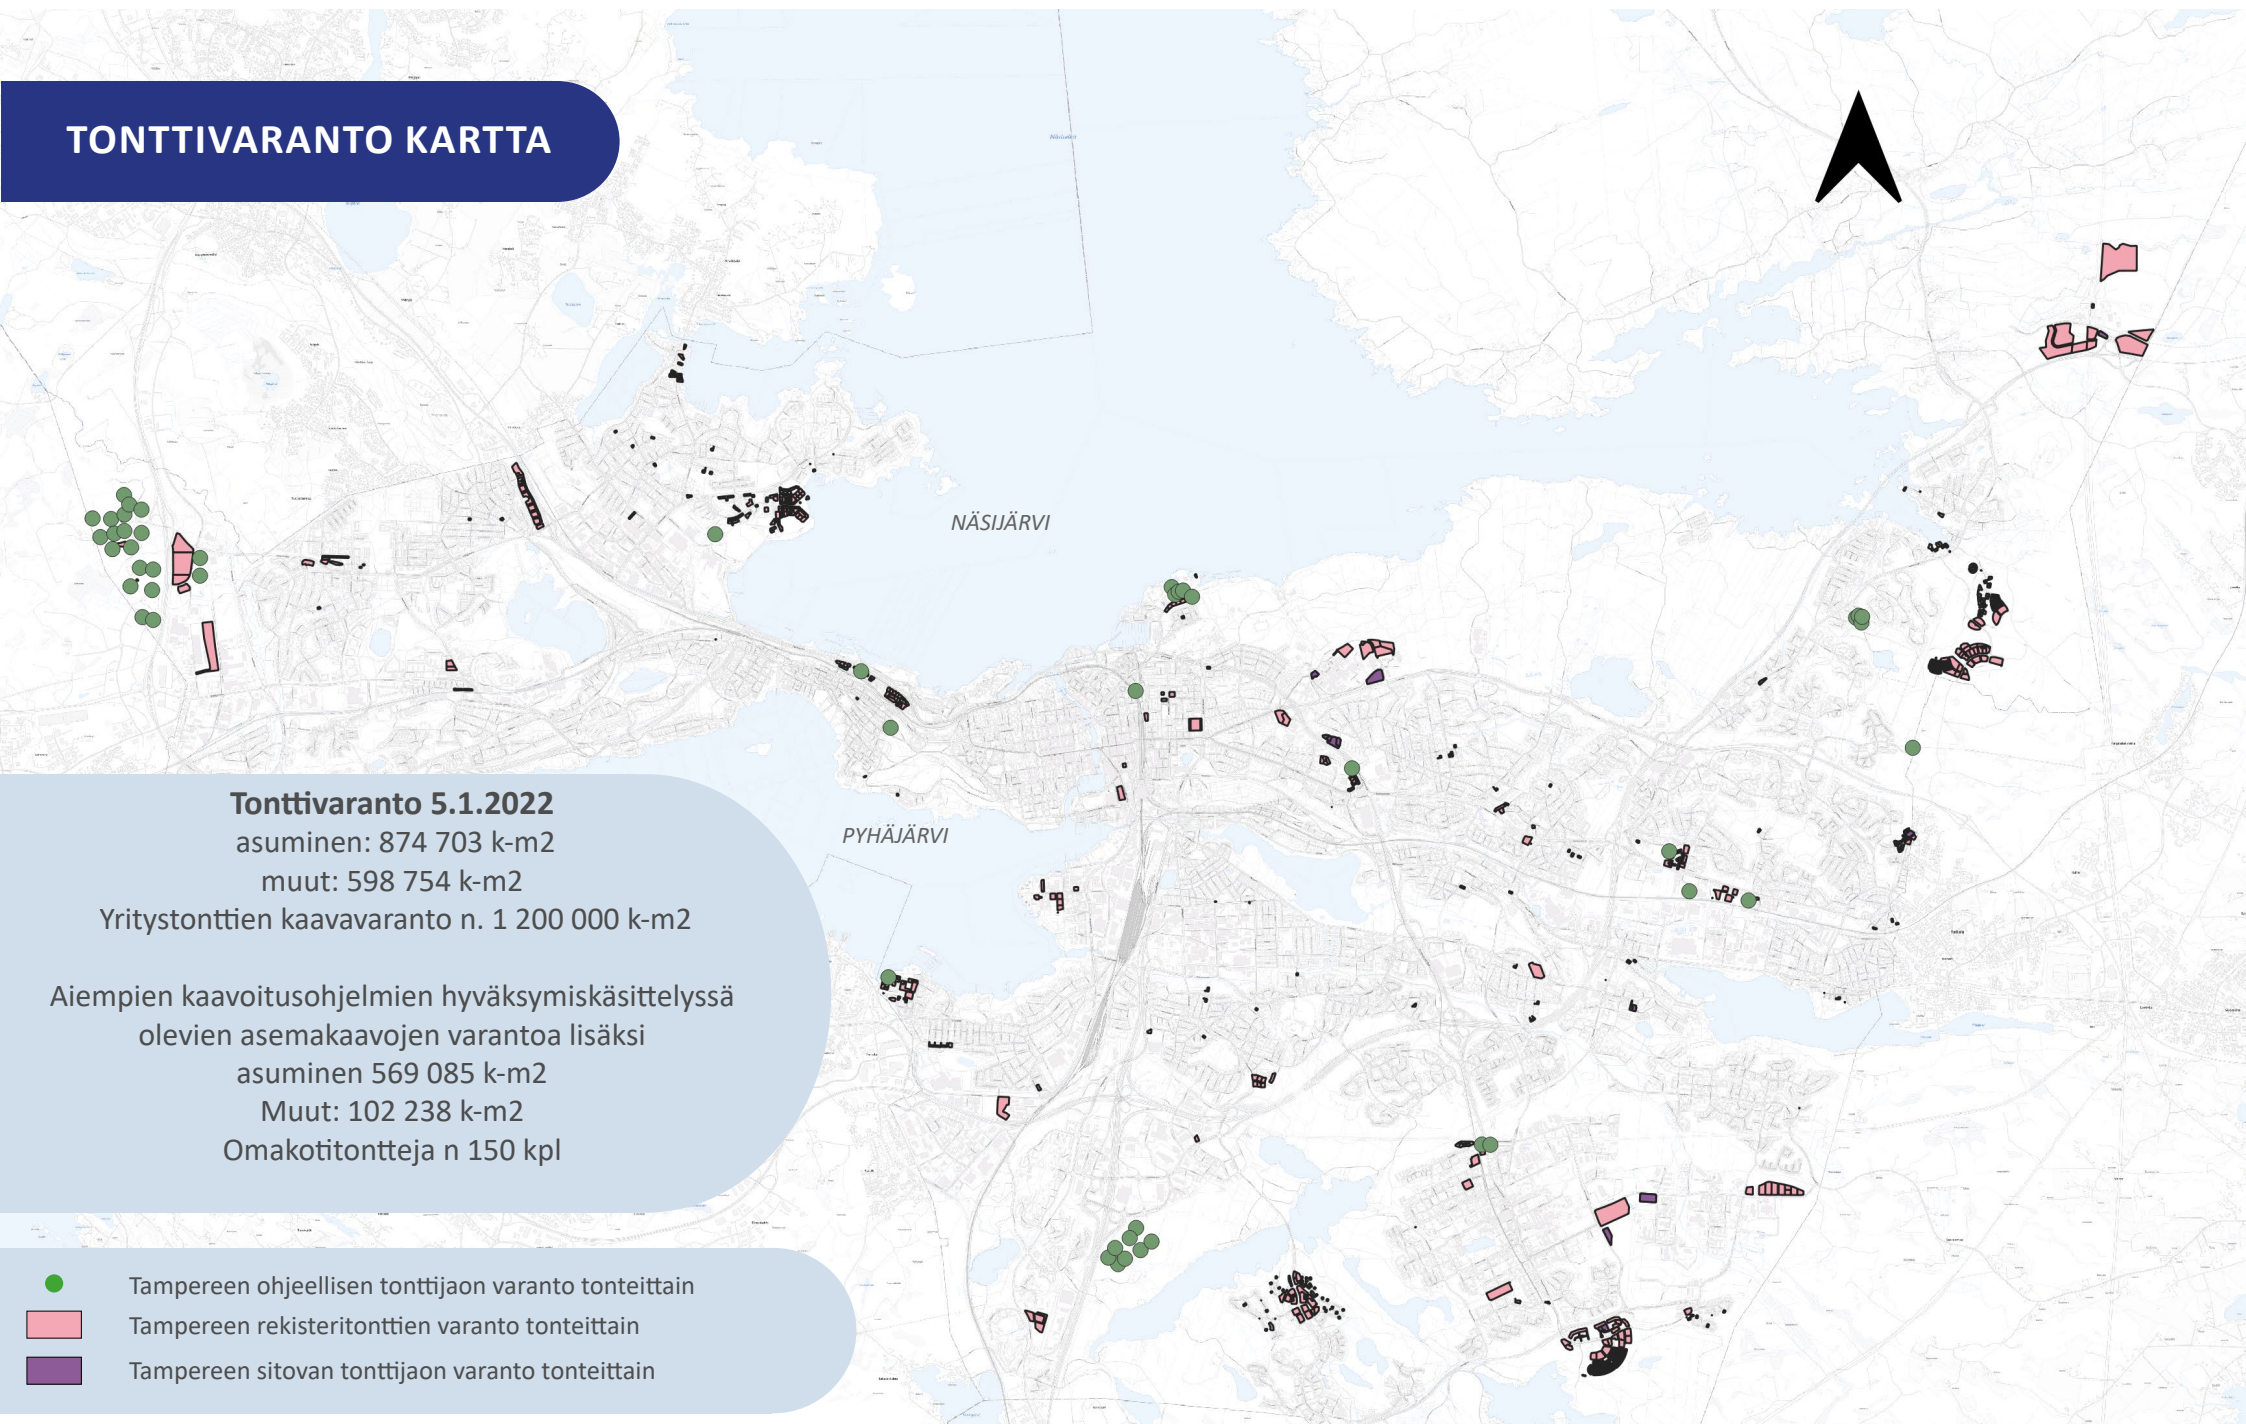 TONTTIVARANTO KARTTA
NÄSIJÄRVI
PYHÄJÄRVI
Tonttivaranto 5.1.2022
asuminen: 874 703 k-m2
muut: 598 754 k-m2
Yritystonttien kaavavaranto n. 1 200 000 k-m2
Aiempien kaavoitusohjelmien hyväksymiskäsittelyssä
olevien asemakaavojen varantoa lisäksi
asuminen 569 085 k-m2
Muut: 102 238 k-m2
Omakotitontteja n 150 kpl
Tampereen ohjeellisen tonttijaon varanto tonteittain
Tampereen rekisteritonttien varanto tonteittain
Tampereen sitovan tonttijaon varanto tonteittain